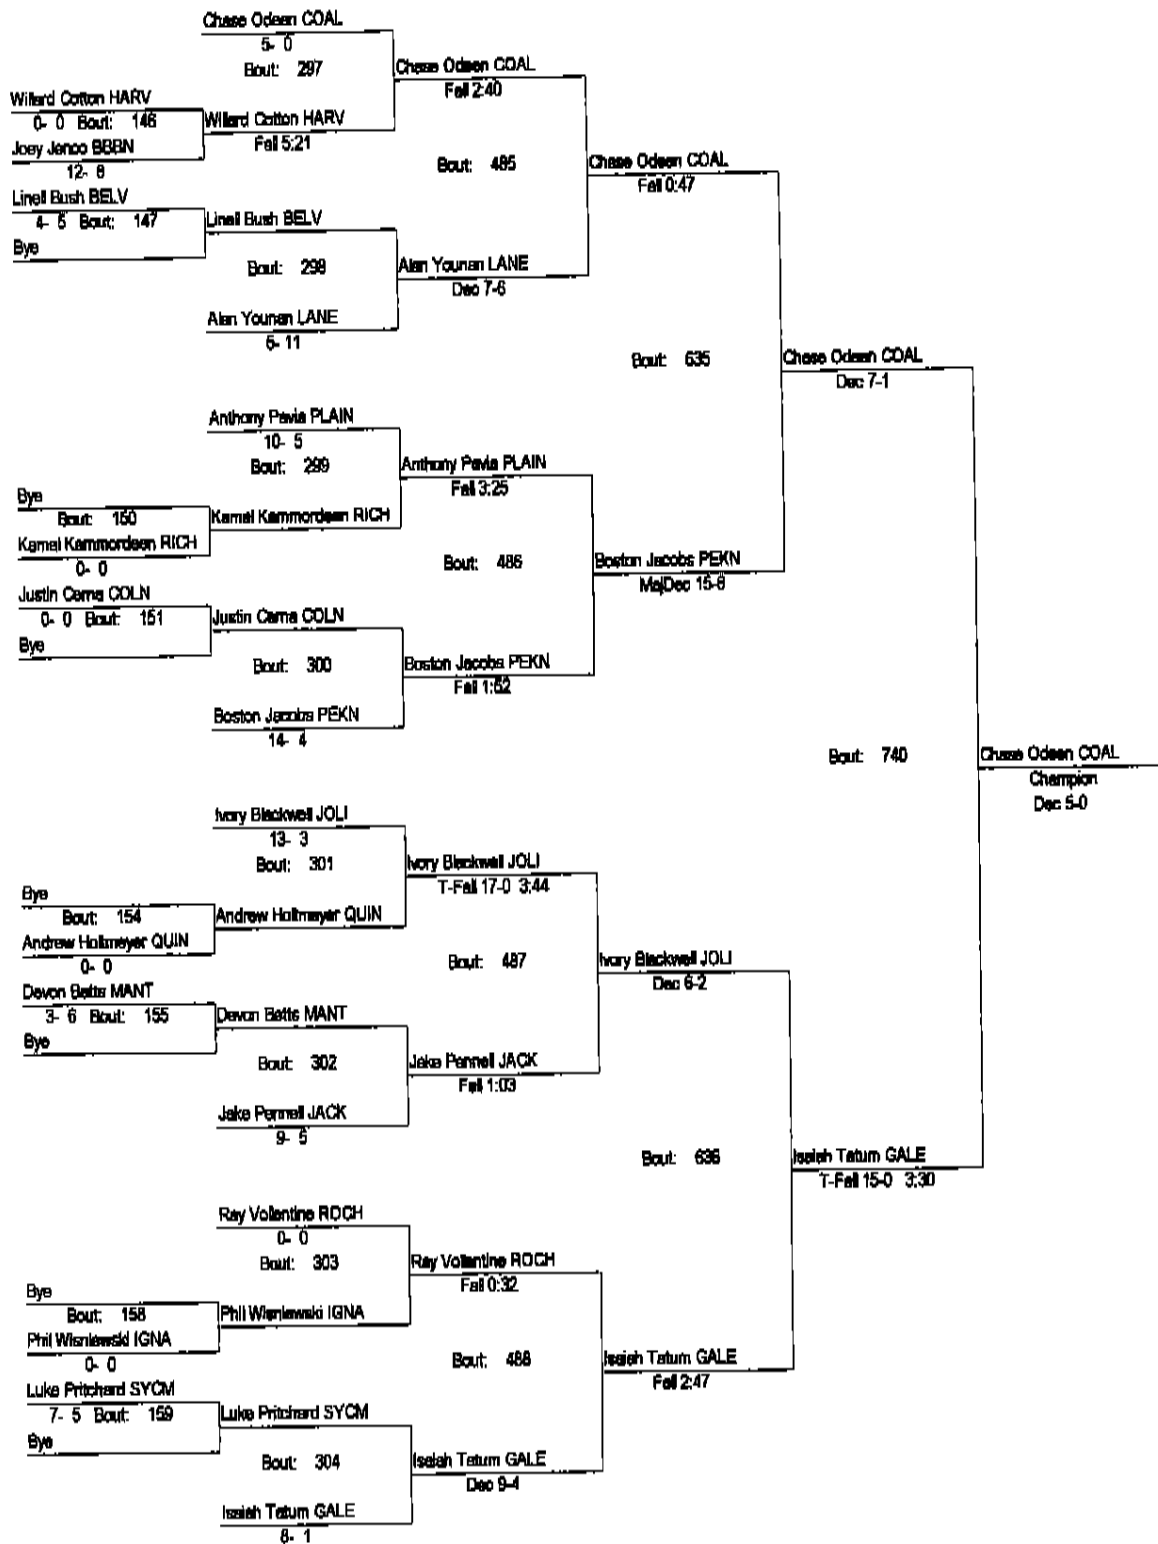 Chase Odean COAL
5- 0
Bout: 297
Chase Odean COAL
Fall 2:40
Willard Cotton HARV
0- 0 Bout: 146
Willard Cotton HARV
Fall 5:21
Joey Jenco BBBN
12- 8
Bout: 485
Chase Odean COAL
Fall 0:47
Linell Bush BELV
4- 5 Bout: 147
Linell Bush BELV
Bye
Bout: 298
Alan Younan LANE
Dec 7-6
Alan Younan LANE
6- 11
Bout: 635
Chase Odean COAL
Dec 7-1
Anthony Pavia PLAIN
10- 5
Bout: 299
Anthony Pavia PLAIN
Fall 3:25
Bye
Bout: 150
Kamal Kammordeen RICH
Kamal Kammordeen RICH
0- 0
Bout: 486
Boston Jacobs PEKN
MajDec 15-6
Justin Cerna COLN
0- 0 Bout: 151
Justin Cerna COLN
Bye
Bout: 300
Boston Jacobs PEKN
Fall 1:52
Boston Jacobs PEKN
14- 4
Bout: 740
Chase Odean COAL
Champion
Dec 5-0
Ivory Blackwell JOLI
13- 3
Bout: 301
Ivory Blackwell JOLI
T-Fall 17-0 3:44
Bye
Bout: 154
Andrew Holtmeyer QUIN
Andrew Holtmeyer QUIN
0- 0
Bout: 487
Ivory Blackwell JOLI
Dec 6-2
Devon Betts MANT
3- 6 Bout: 155
Devon Betts MANT
Bye
Bout: 302
Jake Pennell JACK
Fall 1:03
Jake Pennell JACK
9- 5
Bout: 636
Isaiah Tatum GALE
T-Fall 15-0 3:30
Ray Vollentine ROCH
0- 0
Bout: 303
Ray Vollentine ROCH
Fall 0:32
Bye
Bout: 158
Phil Wisniewski IGNA
Phil Wisniewski IGNA
0- 0
Bout: 488
Isaiah Tatum GALE
Fall 2:47
Luke Pritchard SYCM
7- 5 Bout: 159
Luke Pritchard SYCM
Bye
Bout: 304
Isaiah Tatum GALE
Dec 9-4
Isaiah Tatum GALE
8- 1